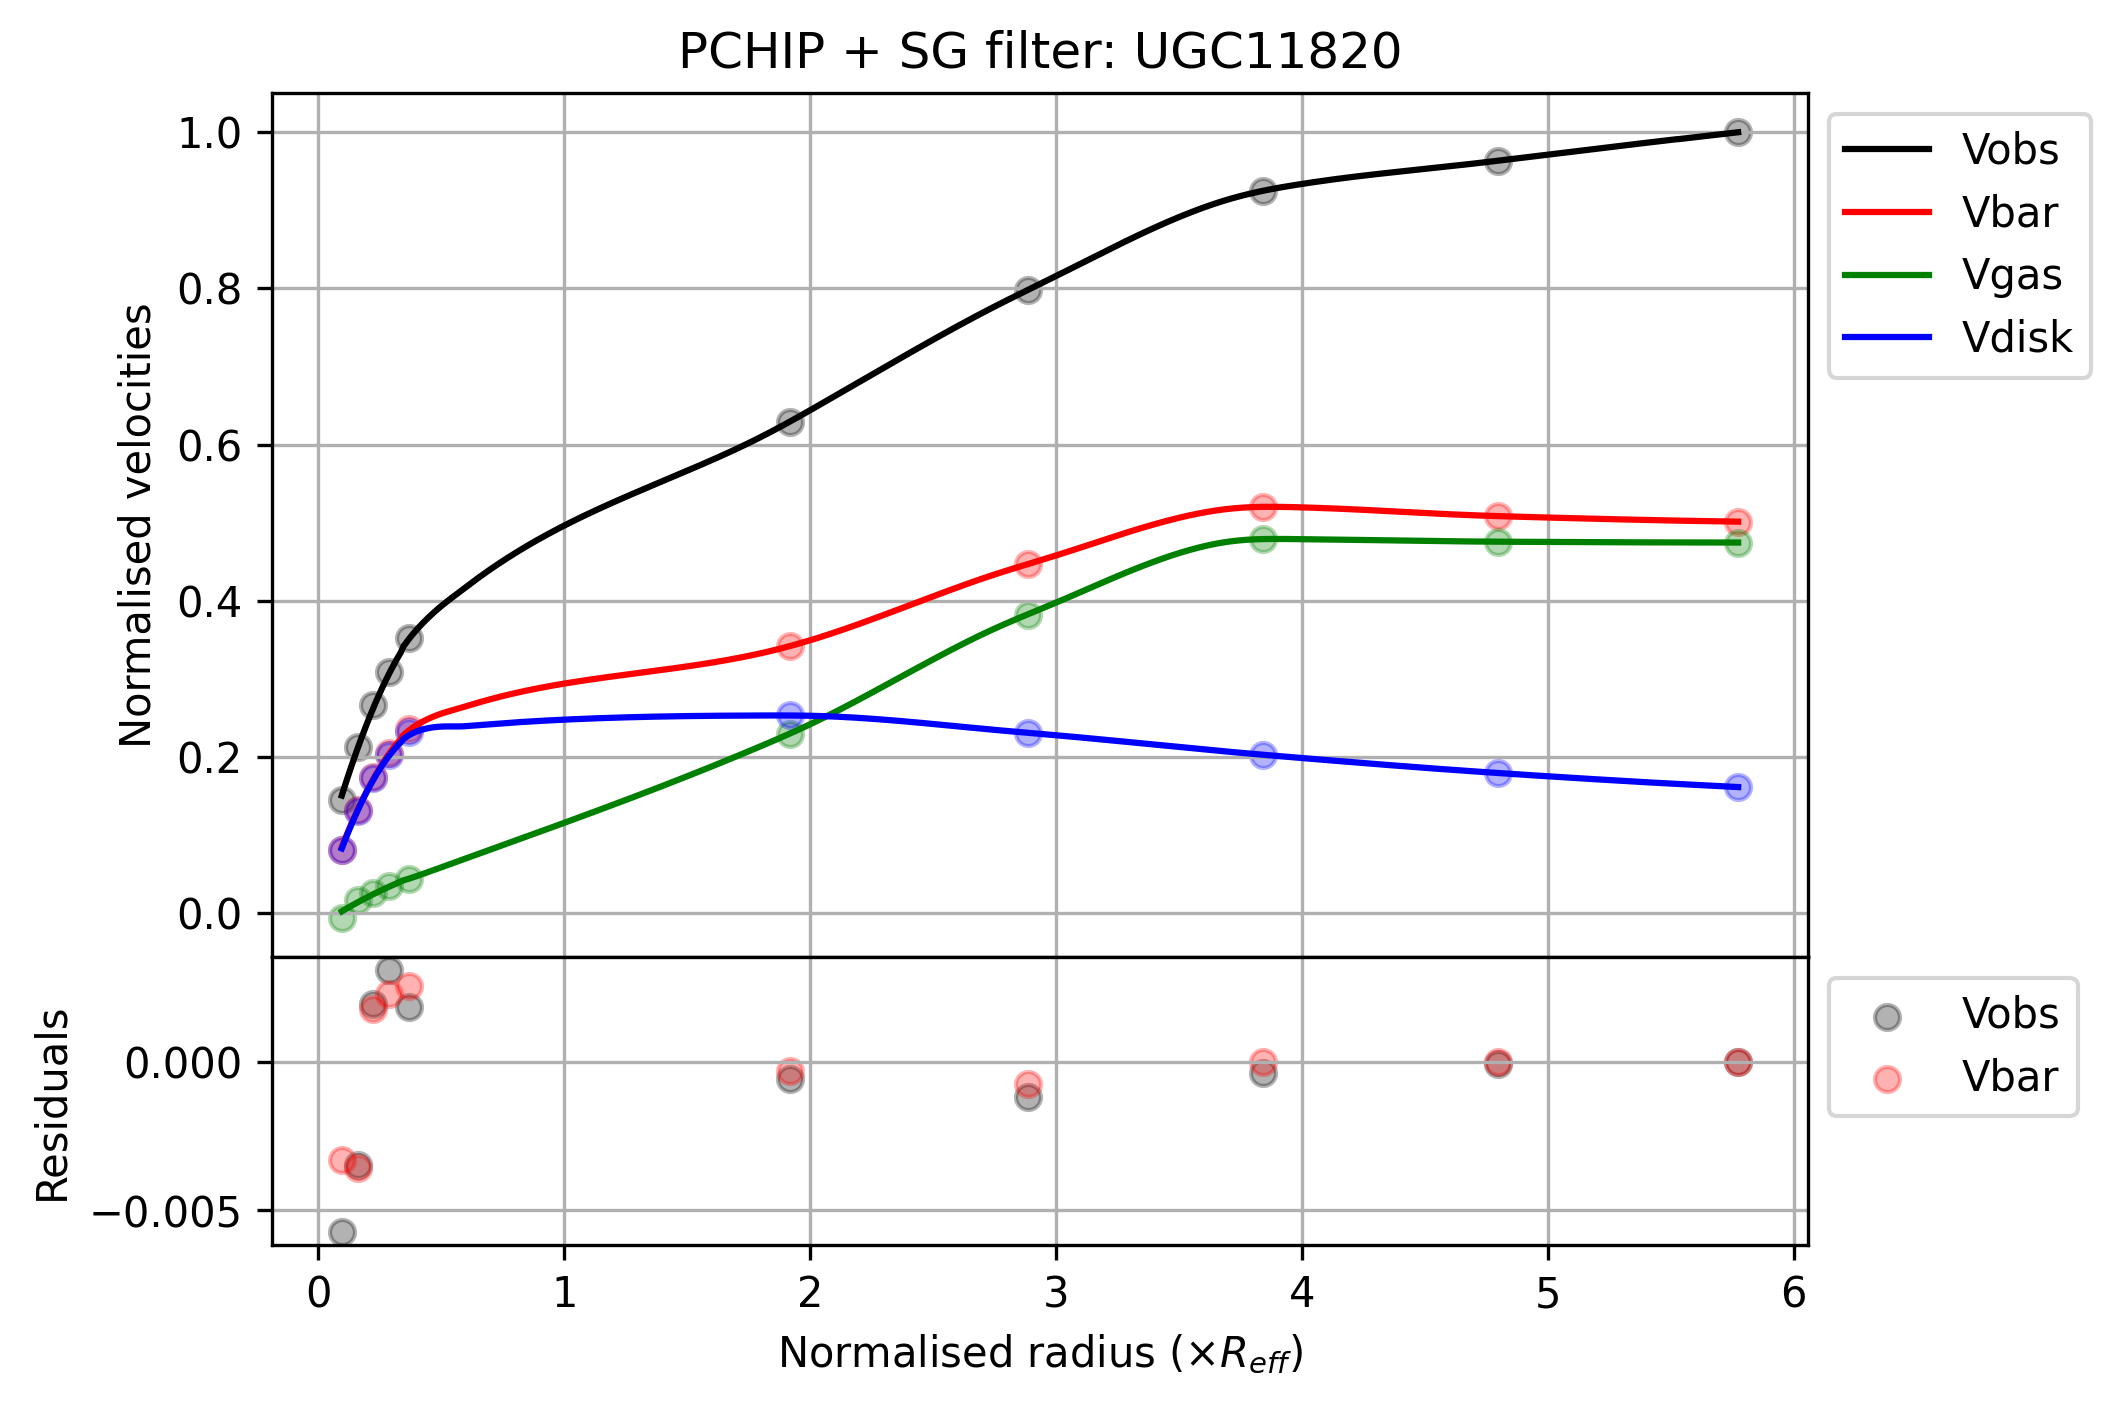 PCHIP + SG filter: UGC11820
1.0
0.8
0.6
0.4
0.2
0.0
Normalised velocities
Vobs
Vbar
Vgas
Vdisk
0.000
−0.005
Residuals
Vobs
Vbar
0 1 2 3 4 5 6
Normalised radius (×R_eff)